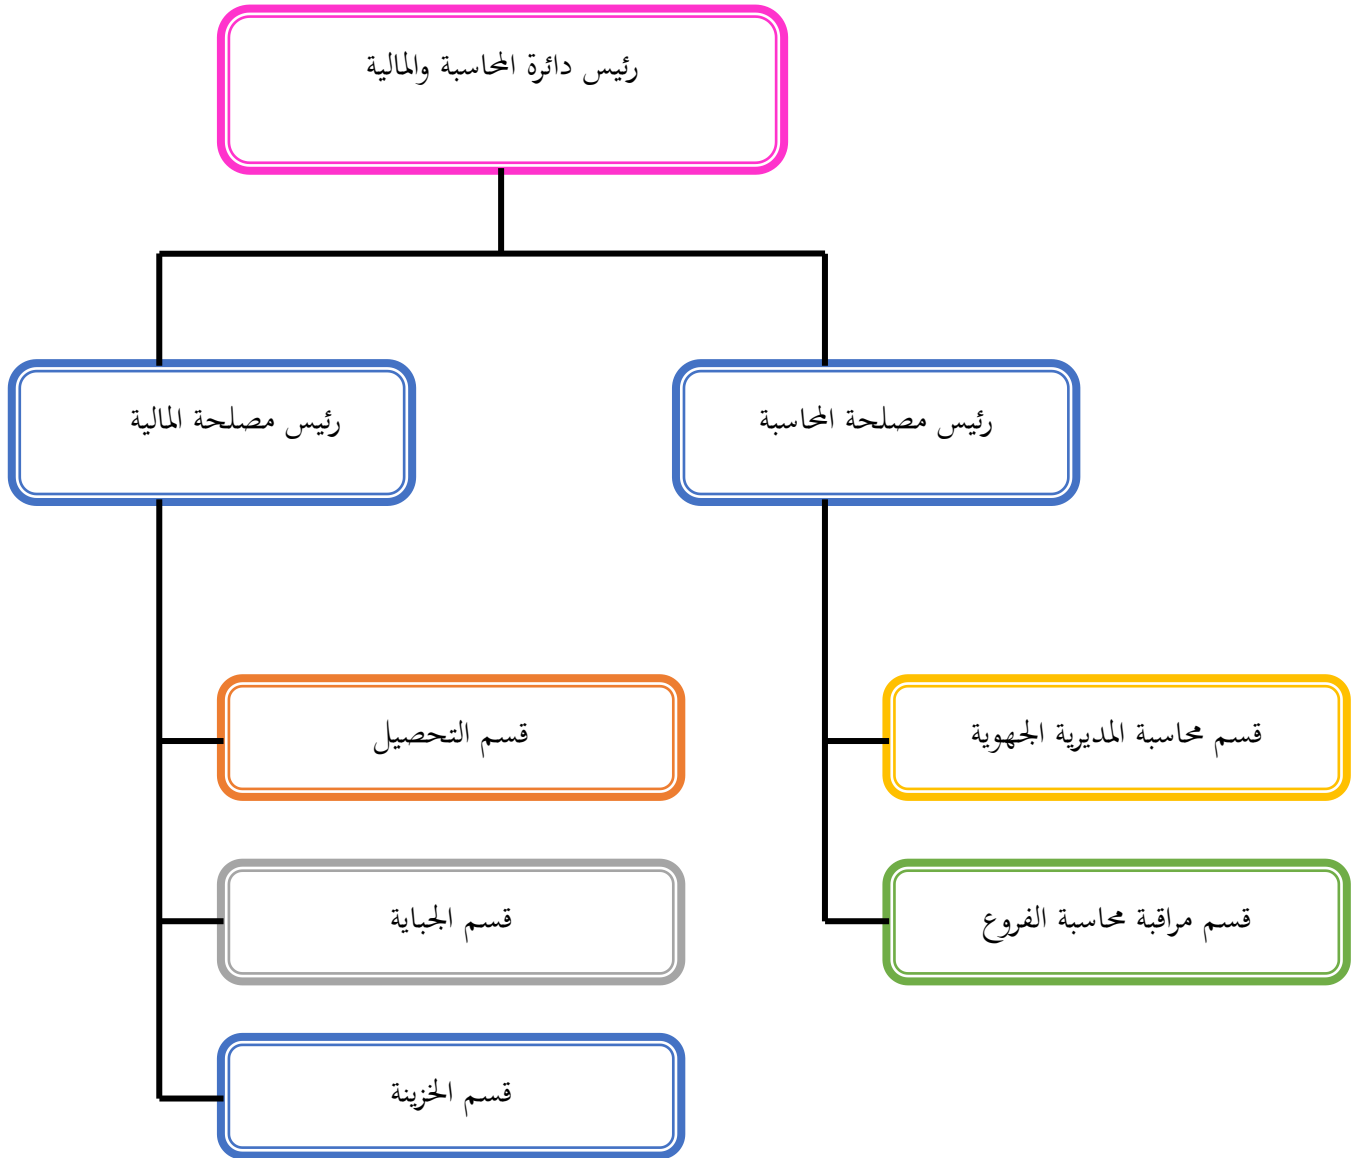 رئيس دائرة المحاسبة والمالية
رئيس مصلحة المحاسبة
رئيس مصلحة المالية
قسم محاسبة المديرية الجهوية
قسم التحصيل
قسم مراقبة محاسبة الفروع
قسم الجباية
قسم الخزينة